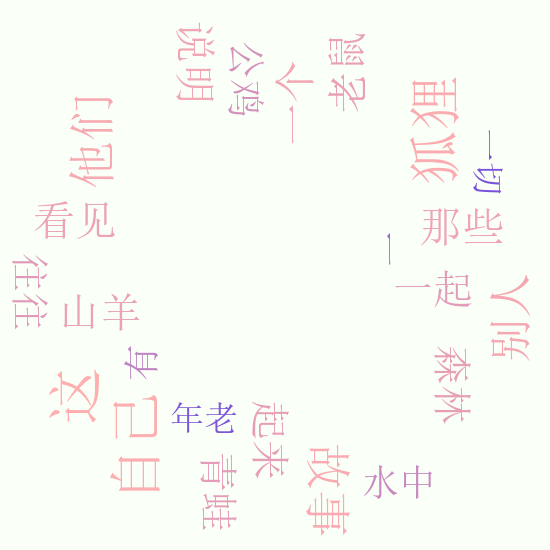 说明
公鸡
一个
老鼠
他们
狐狸
一切
看见
那些
一
一起
往往
山羊
别人
身
森林
这
自己
年老
起来
故事
青蛙
水中